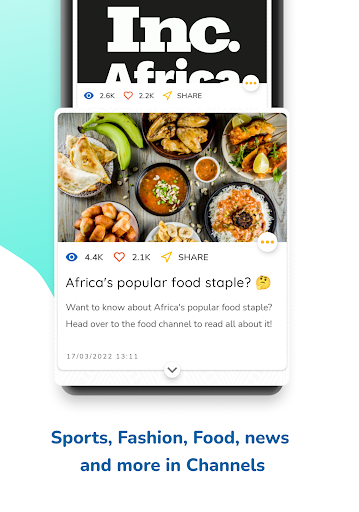 Inc.
Africa
2.6K 2.2K SHARE
4.4K 2.1K SHARE
Africa's popular food staple? 🤔
Want to know about Africa's popular food staple?
Head over to the food channel to read all about it!
17/03/2022 13:11
Sports, Fashion, Food, news
and more in Channels